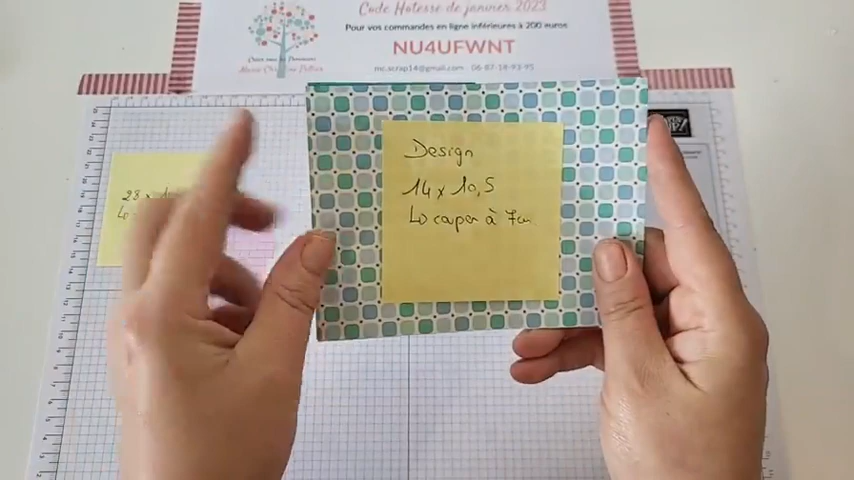 Code Hôtesse de janvier 2023
Pour vos commandes en ligne inférieures à 200 euros
NU4UFWNT
mc.scrap14@gmail.com - 06-87-18-93-95
Design
14 x 10,5
↳ couper à 7cm
28 x